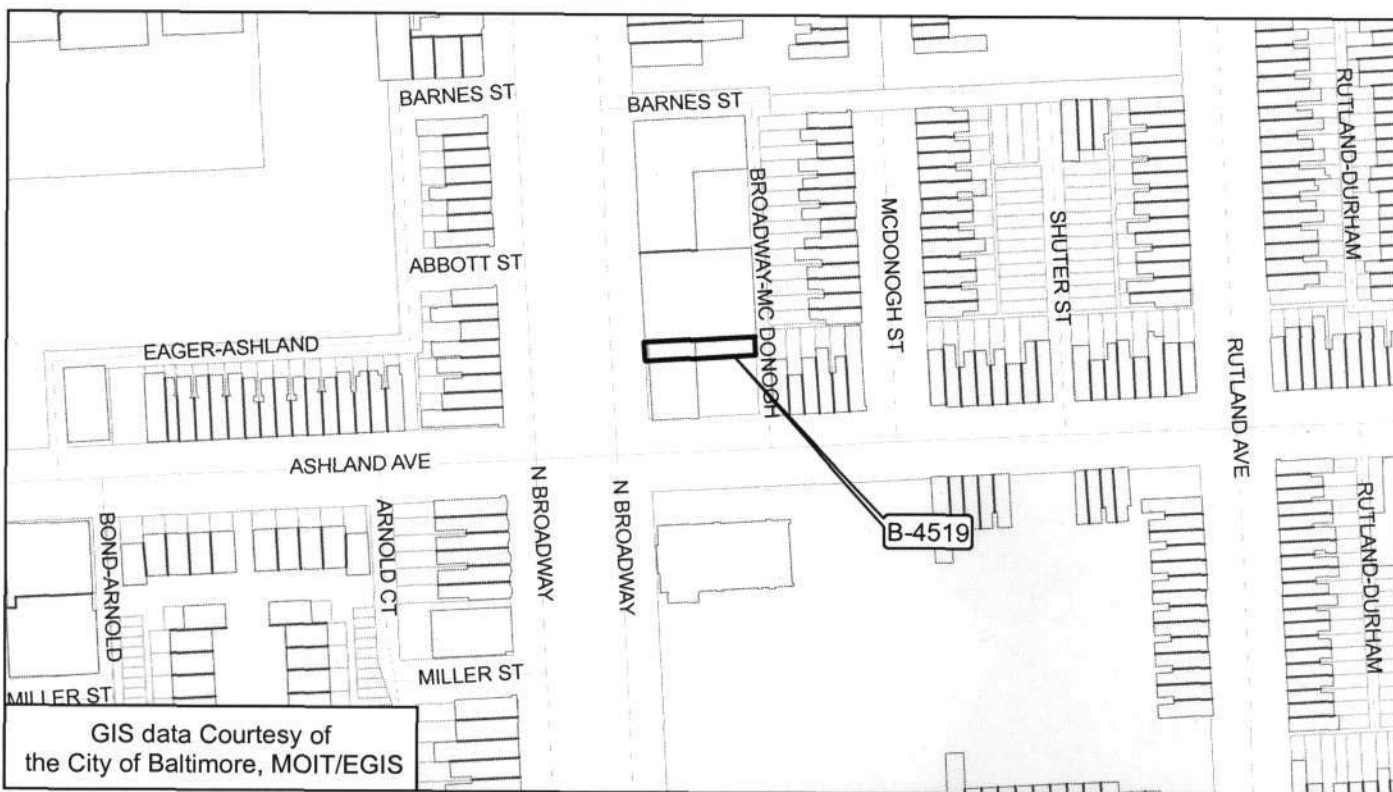 BARNES ST
BARNES ST
RUTLAND-DURHAM
BROADWAY-MC DONOGH
MCDONOGH ST
SHUTER ST
ABBOTT ST
EAGER-ASHLAND
RUTLAND AVE
ASHLAND AVE
N BROADWAY
N BROADWAY
BOND-ARNOLD
ARNOLD CT
B-4519
RUTLAND-DURHAM
MILLER ST
MILLER ST
GIS data Courtesy of
the City of Baltimore, MOIT/EGIS